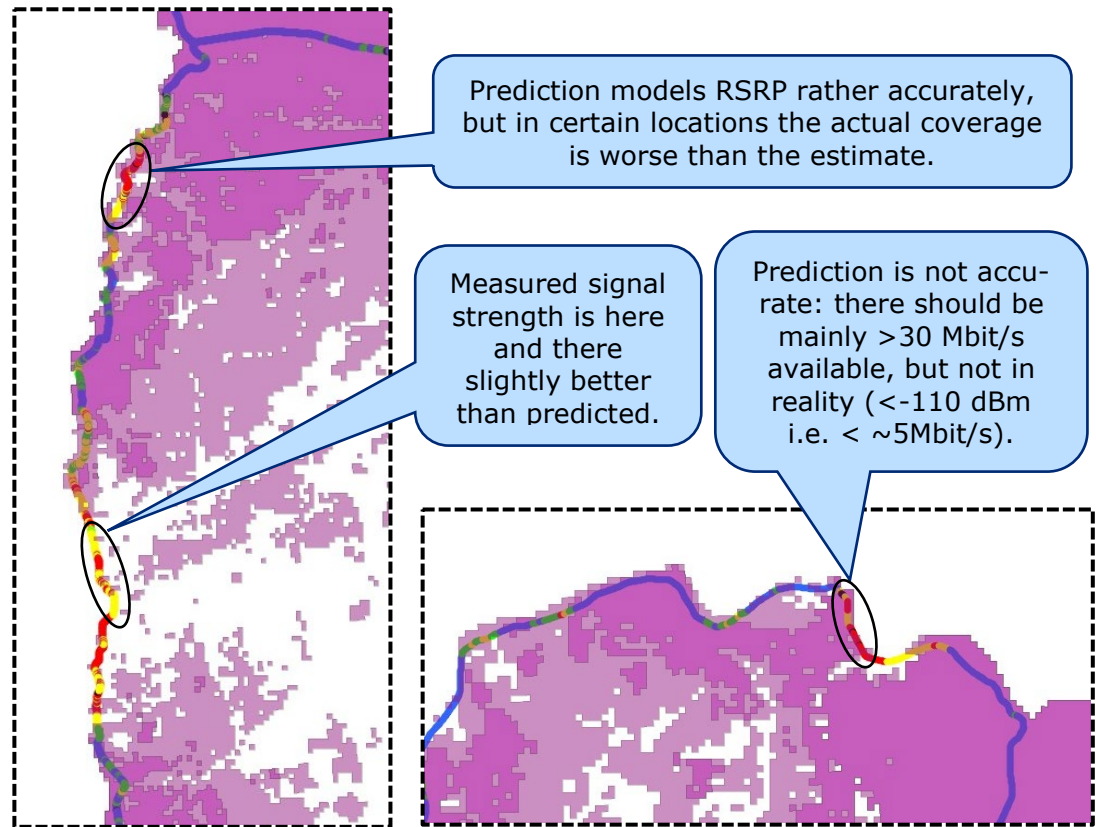 Prediction models RSRP rather accurately,
but in certain locations the actual coverage
is worse than the estimate.
Measured signal
strength is here
and there
slightly better
than predicted.
Prediction is not accu-
rate: there should be
mainly >30 Mbit/s
available, but not in
reality (<-110 dBm
i.e. < ~5Mbit/s).